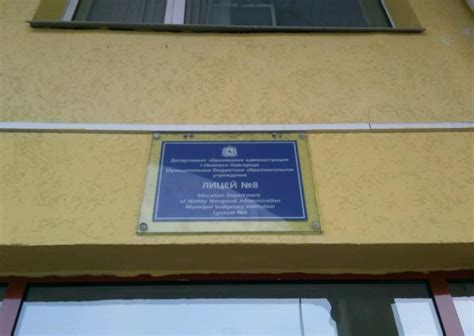 Департамент образования администрации
г.Нижнего Новгорода
Муниципальное бюджетное образовательное
учреждение
ЛИЦЕЙ №8
Education Department
of Nizhny Novgorod Administration
Municipal budgetary institution
Lyceum №8